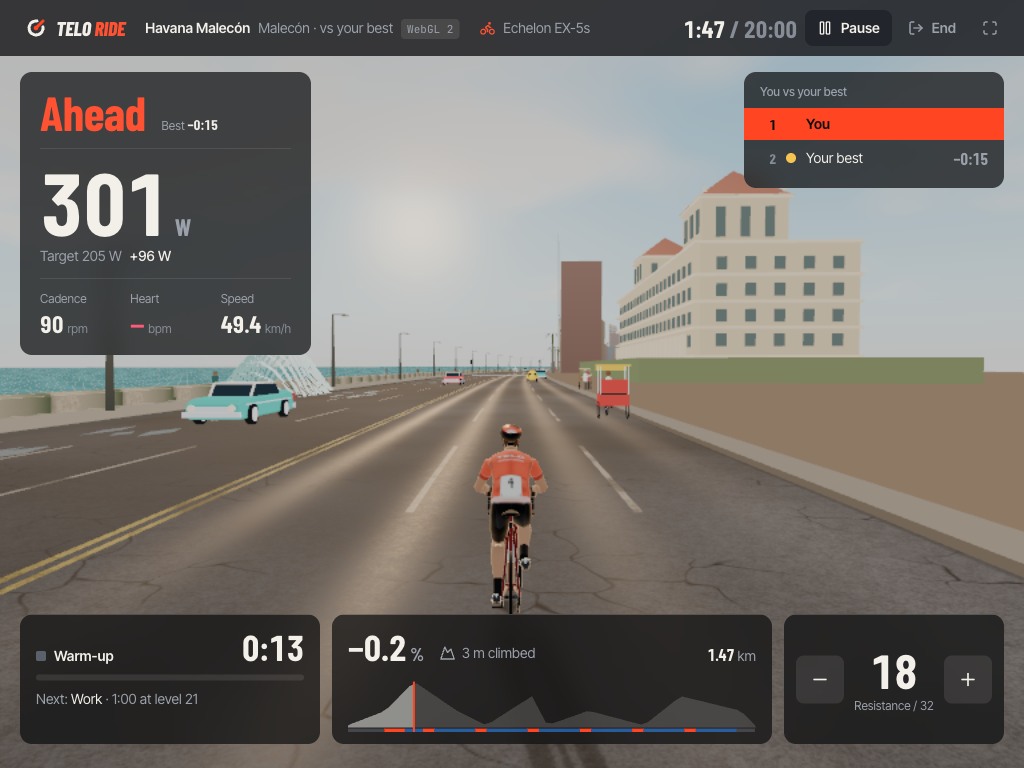 TELO RIDE Havana Malecón Malecón · vs your best WebGL 2 Echelon EX-5s 1:47 / 20:00 Pause End
Ahead Best −0:15
301 W
Target 205 W +96 W
Cadence Heart Speed
90 rpm – bpm 49.4 km/h
You vs your best
1 You
2 Your best −0:15
4
Warm-up 0:13
Next: Work · 1:00 at level 21
−0.2 % 3 m climbed 1.47 km
− 18 +
Resistance / 32